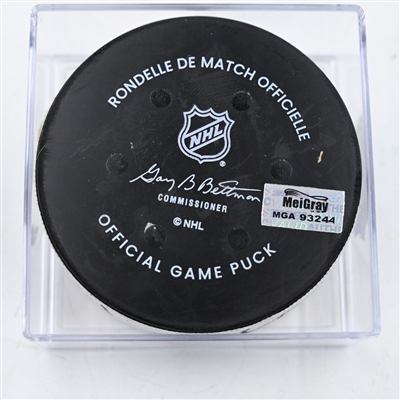 RONDELLE DE MATCH OFFICIELLE
NHL
Gary B Bettman
COMMISSIONER
© NHL
MeiGray
MGA 93244
OFFICIAL GAME PUCK